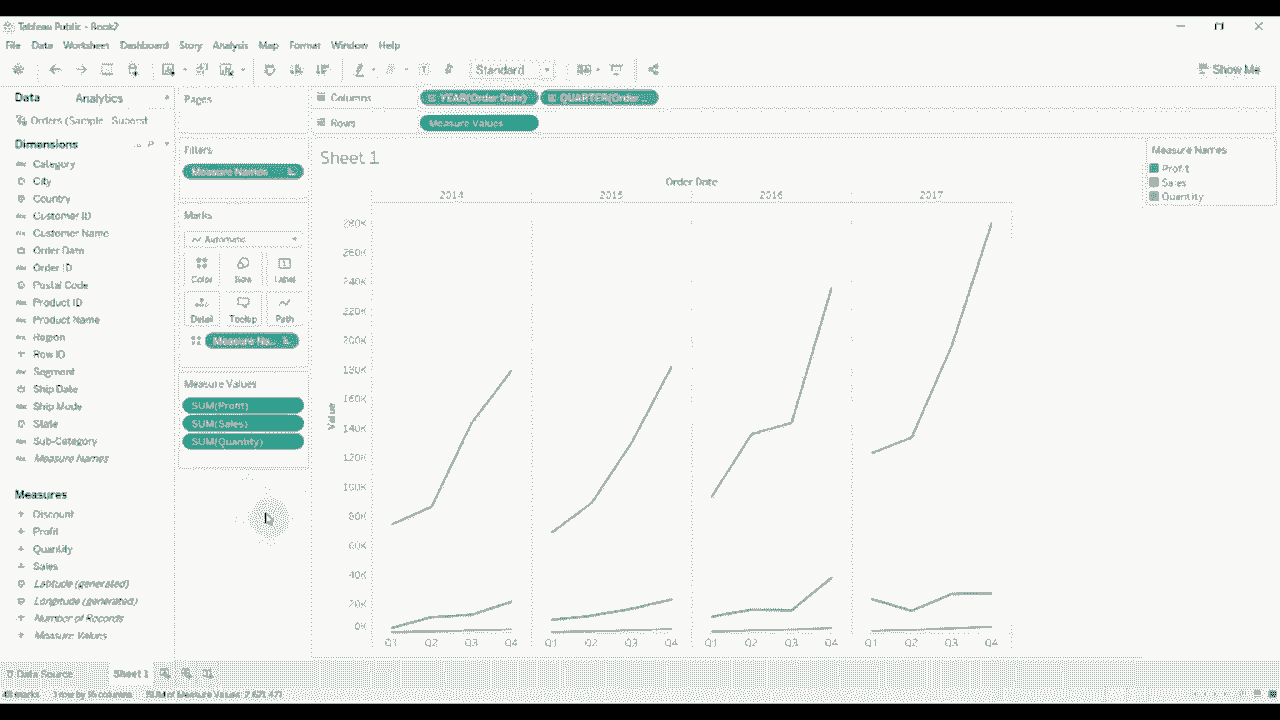 Tableau Public - Book2
File Data Worksheet Dashboard Story Analysis Map Format Window Help
Standard Show Me
Data Analytics
Orders (Sample
Dimensions
Category
City
Country
Customer ID
Customer Name
Order Date
Order ID
Postal Code
Product ID
Product Name
Region
Row ID
Segment
Ship Date
Ship Mode
State
Sub-Category
Measure Names
Measures
Discount
Profit
Quantity
Sales
Latitude (generated)
Longitude (generated)
Number of Records
Measure Values
Pages
Filters
Measure Names
Marks
Automatic
Color Size Label
Detail Tooltip Path
Measure Na..
Measure Values
SUM(Profit)
SUM(Sales)
SUM(Quantity)
Columns YEAR(Order Date) QUARTER(Order ..
Rows Measure Values
Sheet 1
Order Date
2014 2015 2016 2017
Value
280K
260K
240K
220K
200K
180K
160K
140K
120K
100K
80K
60K
40K
20K
0K
Q1 Q2 Q3 Q4 Q1 Q2 Q3 Q4 Q1 Q2 Q3 Q4 Q1 Q2 Q3 Q4
Measure Names
Profit
Sales
Quantity
Data Source Sheet 1
marks 1 row by 16 columns SUM of Measure Values: